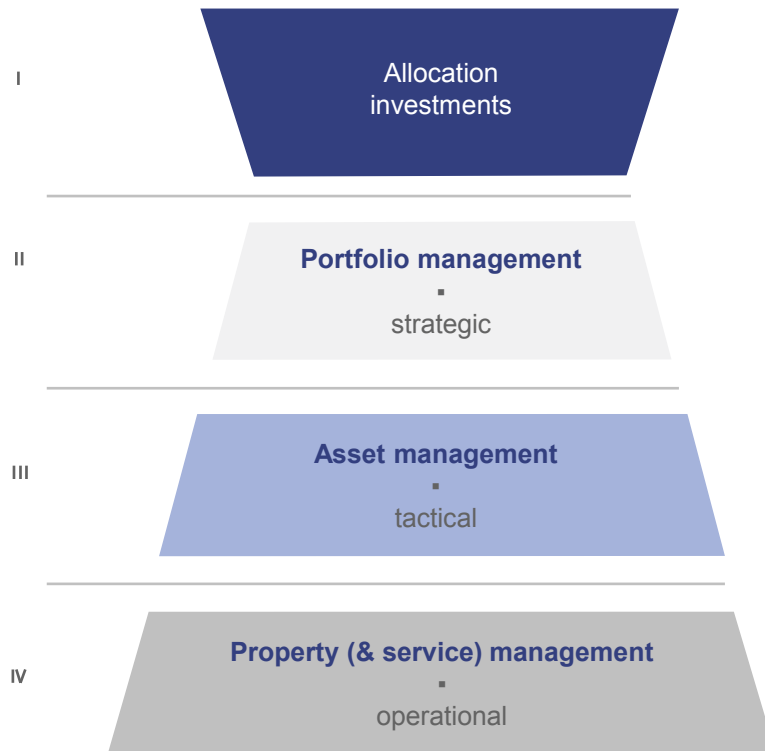 I
Allocation
investments
II
Portfolio management
▪
strategic
III
Asset management
▪
tactical
IV
Property (& service) management
▪
operational